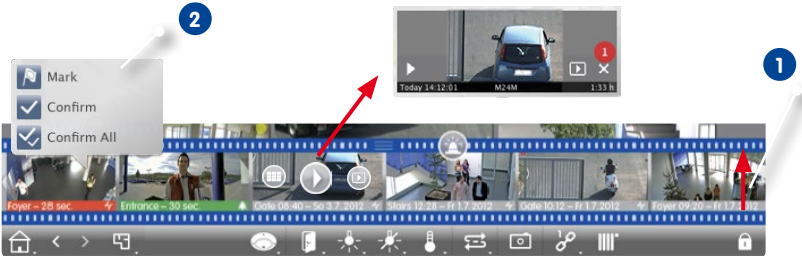 2
1
1
Mark
Confirm
Confirm All
Today 14:12:01 M24M 1:33 h
Foyer – 28 sec.
Entrance – 30 sec.
Gate 08:40 – So 3.7.2012
Stairs 12:28 – Fr 1.7.2012
Gate 10:12 – Fr 1.7.2012
Foyer 09:20 – Fr 1.7.2012